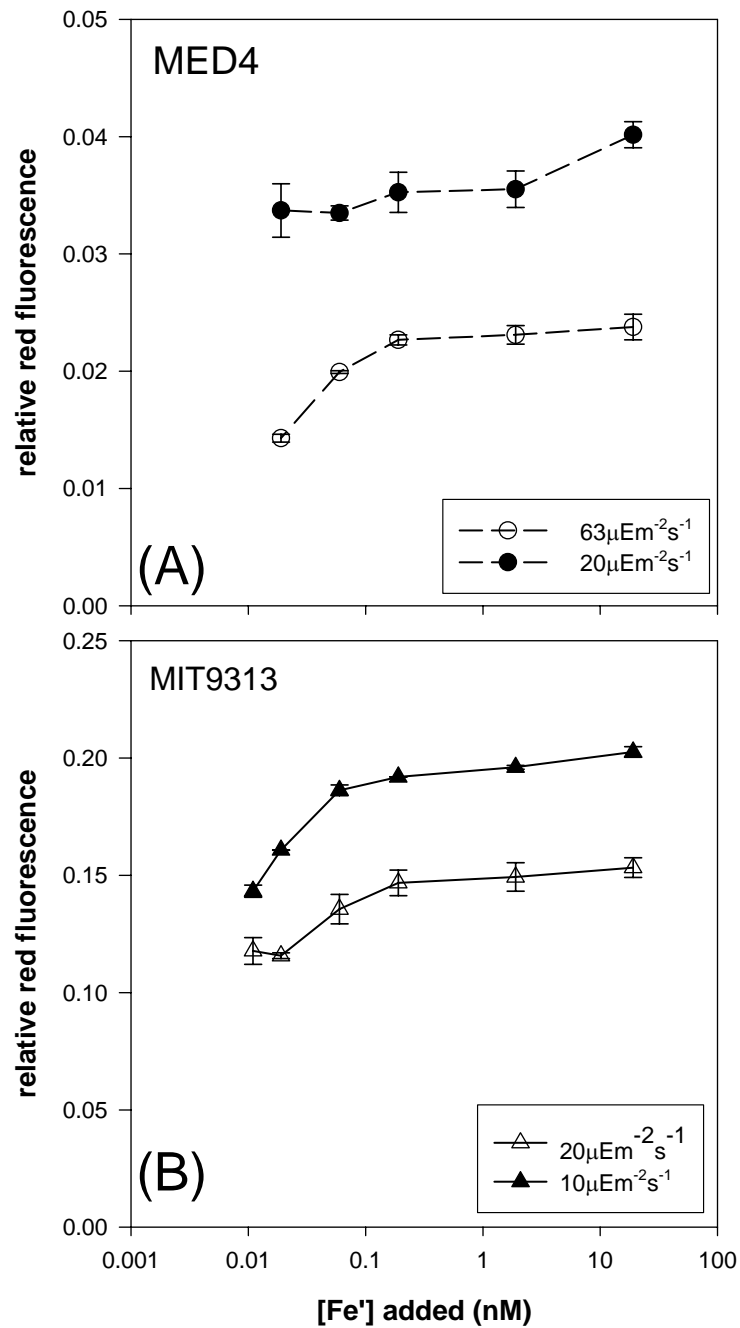 0.05
MED4
0.04
0.03
0.02
0.01
0.00
relative red fluorescence
63μEm⁻²s⁻¹
20μEm⁻²s⁻¹
(A)
0.25
MIT9313
0.20
0.15
0.10
0.05
0.00
relative red fluorescence
20μEm⁻²s⁻¹
10μEm⁻²s⁻¹
(B)
0.001 0.01 0.1 1 10 100
[Fe'] added (nM)